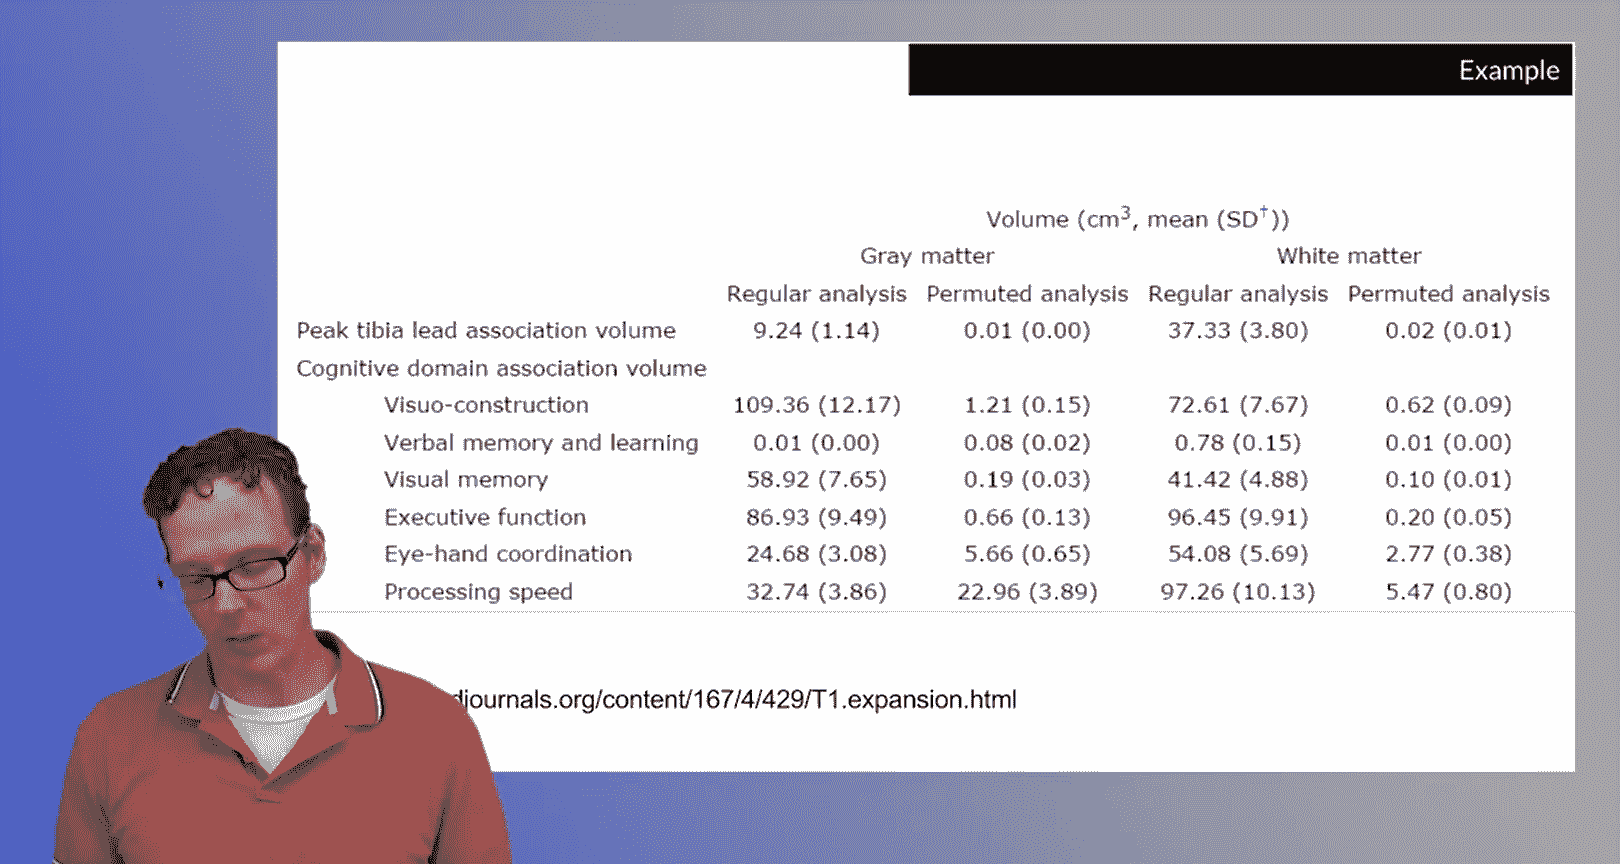 Example
Volume (cm³, mean (SD†))
Gray matter White matter
Regular analysis Permuted analysis Regular analysis Permuted analysis
Peak tibia lead association volume 9.24 (1.14) 0.01 (0.00) 37.33 (3.80) 0.02 (0.01)
Cognitive domain association volume
Visuo-construction 109.36 (12.17) 1.21 (0.15) 72.61 (7.67) 0.62 (0.09)
Verbal memory and learning 0.01 (0.00) 0.08 (0.02) 0.78 (0.15) 0.01 (0.00)
Visual memory 58.92 (7.65) 0.19 (0.03) 41.42 (4.88) 0.10 (0.01)
Executive function 86.93 (9.49) 0.66 (0.13) 96.45 (9.91) 0.20 (0.05)
Eye-hand coordination 24.68 (3.08) 5.66 (0.65) 54.08 (5.69) 2.77 (0.38)
Processing speed 32.74 (3.86) 22.96 (3.89) 97.26 (10.13) 5.47 (0.80)
djournals.org/content/167/4/429/T1.expansion.html